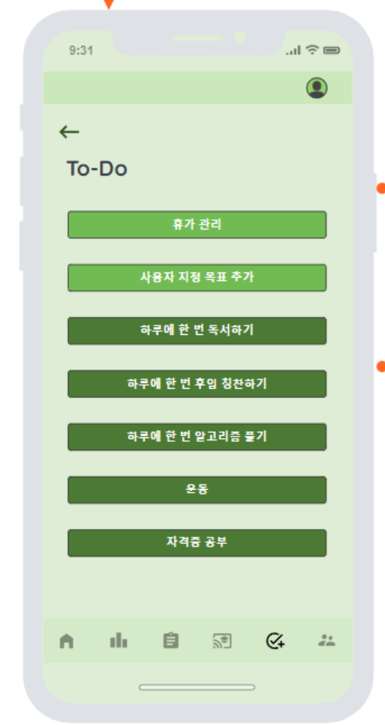 9:31
To-Do
휴가 관리
사용자 지정 목표 추가
하루에 한 번 독서하기
하루에 한 번 후임 칭찬하기
하루에 한 번 알고리즘 풀기
운동
자격증 공부